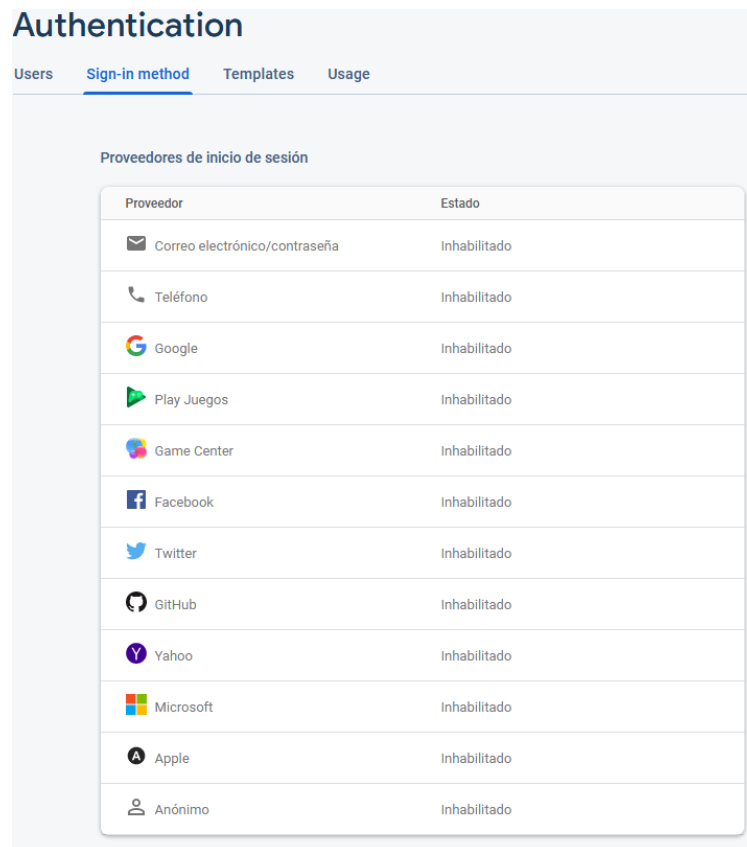 Authentication
Users Sign-in method Templates Usage
Proveedores de inicio de sesión
Proveedor Estado
Correo electrónico/contraseña Inhabilitado
Teléfono Inhabilitado
Google Inhabilitado
Play Juegos Inhabilitado
Game Center Inhabilitado
Facebook Inhabilitado
Twitter Inhabilitado
GitHub Inhabilitado
Yahoo Inhabilitado
Microsoft Inhabilitado
Apple Inhabilitado
Anónimo Inhabilitado